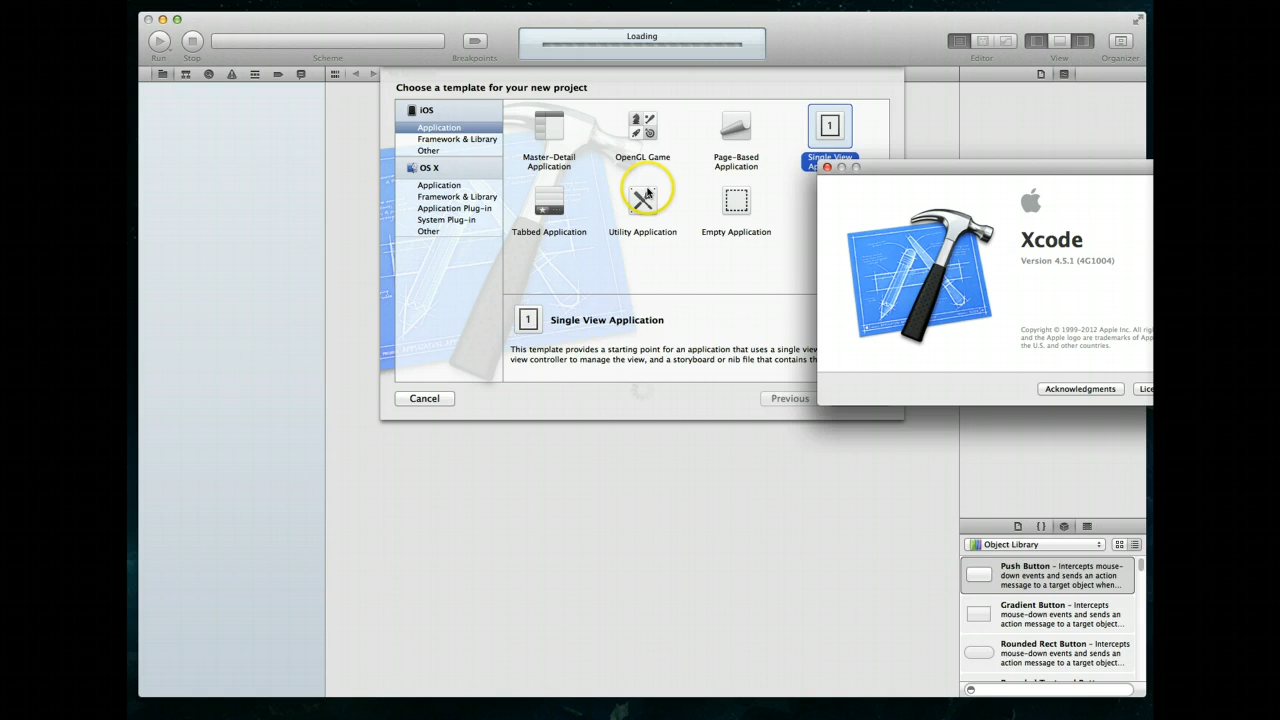 Loading
Run
Stop
Scheme
Breakpoints
Editor
View
Organizer
Choose a template for your new project
iOS
Application
Framework & Library
Other
OS X
Application
Framework & Library
Application Plug-in
System Plug-in
Other
Master-Detail
Application
OpenGL Game
Page-Based
Application
1
Single View
Tabbed Application
Utility Application
Empty Application
1
Single View Application
This template provides a starting point for an application that uses a single view
view controller to manage the view, and a storyboard or nib file that contains th
Cancel
Previous
Xcode
Version 4.5.1 (4G1004)
Copyright © 1999–2012 Apple Inc. All rig
and the Apple logo are trademarks of App
the U.S. and other countries.
Acknowledgments
Lice
Object Library
Push Button – Intercepts mouse-
down events and sends an action
message to a target object when...
Gradient Button – Intercepts
mouse-down events and sends an
action message to a target object...
Rounded Rect Button – Intercepts
mouse-down events and sends an
action message to a target object...